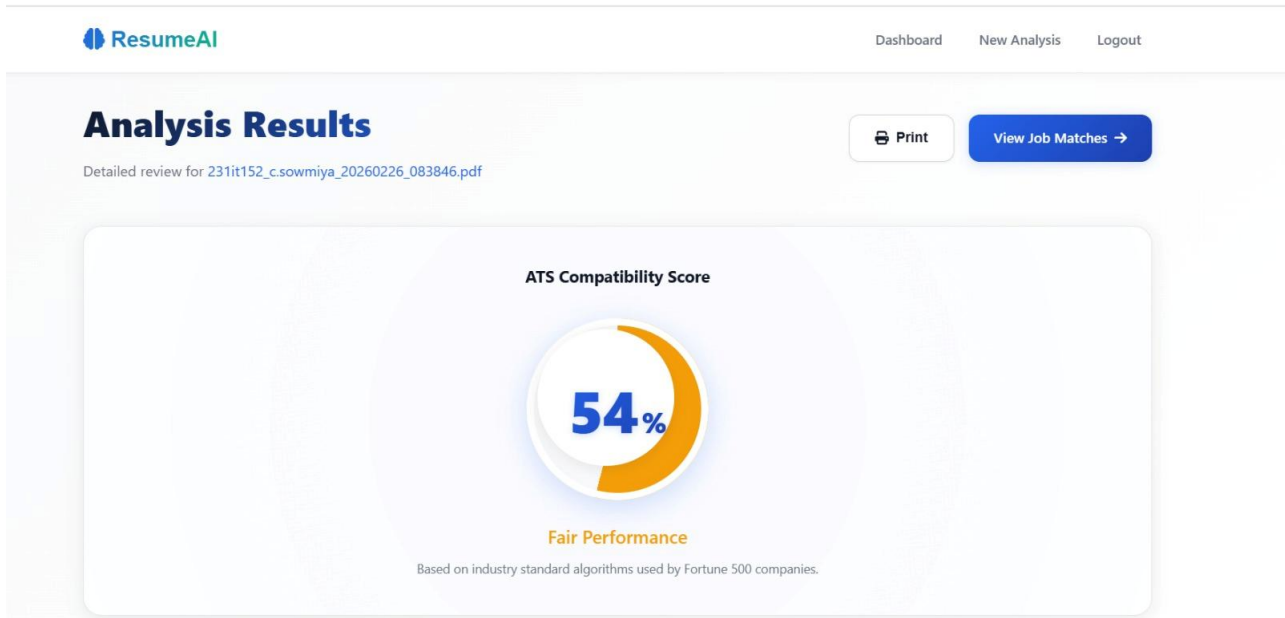 ResumeAI
Dashboard New Analysis Logout
Analysis Results
Print
View Job Matches →
Detailed review for 231it152_c.sowmiya_20260226_083846.pdf
ATS Compatibility Score
54%
Fair Performance
Based on industry standard algorithms used by Fortune 500 companies.